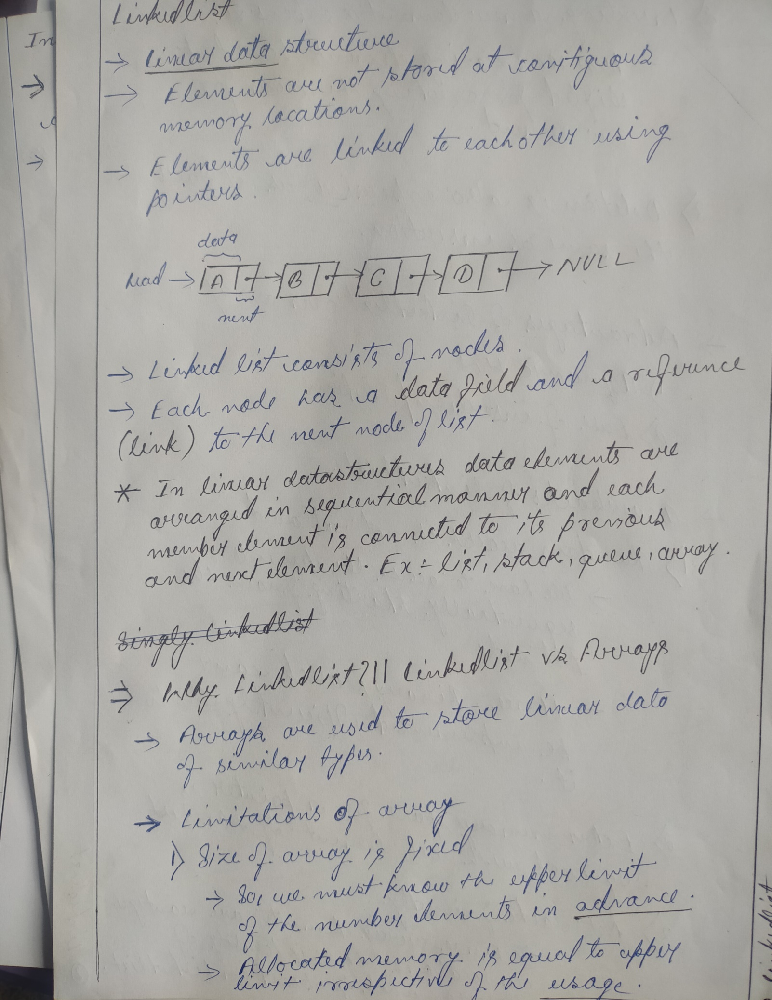 Linkedlist
→ Linear data structure
→ Elements are not stored at contiguous
memory locations.
→ Elements are linked to each other using
pointers.
data
head → A B C D → NULL
next
→ Linked list consists of nodes.
→ Each node has a data field and a reference
(link) to the next node of list.
* In linear datastructures data elements are
arranged in sequential manner and each
member element is connected to its previous
and next element. Ex:- list, stack, queue, array.
Singly Linkedlist
⇒ Why Linkedlist? || Linkedlist vs Arrays
→ Arrays are used to store linear data
of similar types.
→ Limitations of array
1) Size of array is fixed
→ So, we must know the upper limit
of the number elements in advance.
→ Allocated memory is equal to upper
limit irrespective of the usage.
In